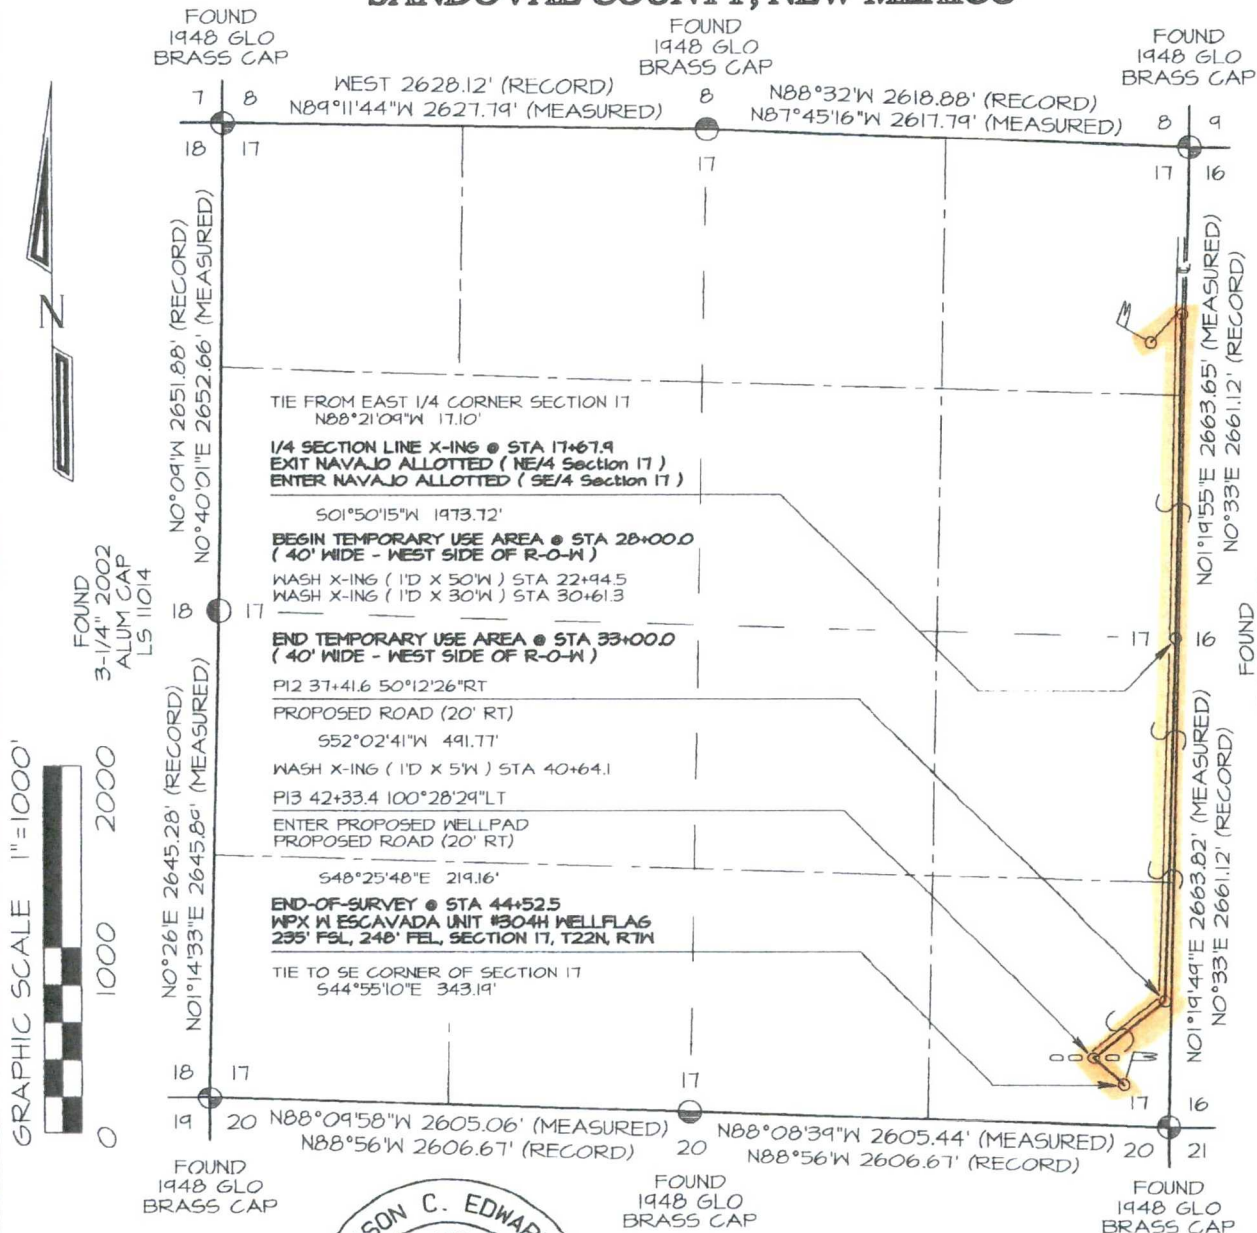 SANDOVAL COUNTY, NEW MEXICO
FOUND
1948 GLO
BRASS CAP
FOUND
1948 GLO
BRASS CAP
FOUND
1948 GLO
BRASS CAP
WEST 2628.12' (RECORD)
N89°11'44"W 2627.79' (MEASURED)
N88°32'W 2618.88' (RECORD)
N87°45'16"W 2617.79' (MEASURED)
7 8
18 17
8
17
8 9
17 16
N
N0°09'W 2651.88' (RECORD)
N0°40'01"E 2652.66' (MEASURED)
N01°19'55"E 2663.65' (MEASURED)
N0°33'E 2661.12' (RECORD)
TIE FROM EAST 1/4 CORNER SECTION 17
N88°21'09"W 17.10'
1/4 SECTION LINE X-ING @ STA 17+67.9
EXIT NAVAJO ALLOTTED ( NE/4 Section 17 )
ENTER NAVAJO ALLOTTED ( SE/4 Section 17 )
S01°50'15"W 1973.72'
BEGIN TEMPORARY USE AREA @ STA 28+00.0
( 40' WIDE - WEST SIDE OF R-O-W )
WASH X-ING ( 1'D X 50'W ) STA 22+94.5
WASH X-ING ( 1'D X 30'W ) STA 30+61.3
END TEMPORARY USE AREA @ STA 33+00.0
( 40' WIDE - WEST SIDE OF R-O-W )
PI2 37+41.6 50°12'26"RT
PROPOSED ROAD (20' RT)
S52°02'41"W 491.77'
WASH X-ING ( 1'D X 5'W ) STA 40+64.1
PI3 42+33.4 100°28'29"LT
ENTER PROPOSED WELLPAD
PROPOSED ROAD (20' RT)
S48°25'48"E 219.16'
END-OF-SURVEY @ STA 44+52.5
WPX W ESCAVADA UNIT #304H WELLFLAG
235' FSL, 248' FEL, SECTION 17, T22N, R7W
TIE TO SE CORNER OF SECTION 17
S44°55'10"E 343.19'
FOUND
3-1/4" 2002
ALUM CAP
LS 11014
18 17
17 16
FOUND
GRAPHIC SCALE 1"=1000'
0 1000 2000
N0°26'E 2645.28' (RECORD)
N01°14'33"E 2645.80' (MEASURED)
N01°19'49"E 2663.82' (MEASURED)
N0°33'E 2661.12' (RECORD)
18 17
19 20
17
20
17 16
20 21
N88°09'58"W 2605.06' (MEASURED)
N88°56'W 2606.67' (RECORD)
N88°08'39"W 2605.44' (MEASURED)
N88°56'W 2606.67' (RECORD)
FOUND
1948 GLO
BRASS CAP
FOUND
1948 GLO
BRASS CAP
FOUND
1948 GLO
BRASS CAP
SON C. EDWAR